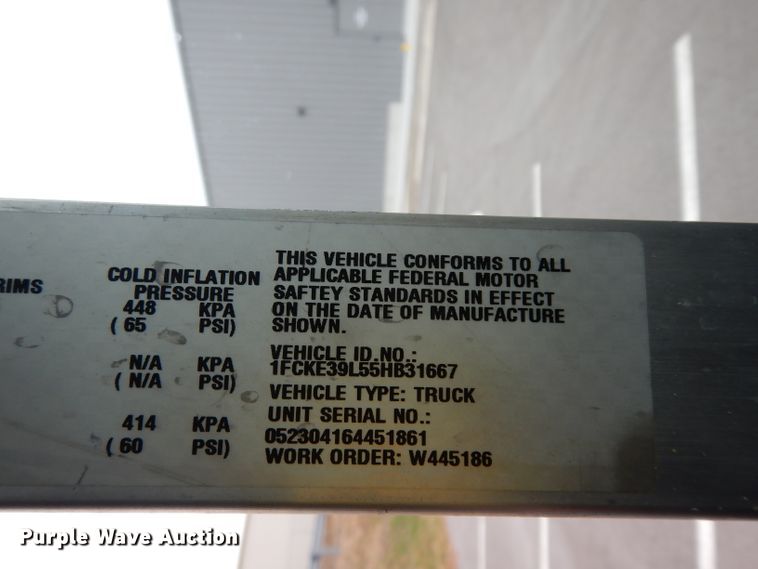 RIMS
COLD INFLATION
PRESSURE
448 KPA
( 65 PSI)
N/A KPA
( N/A PSI)
414 KPA
( 60 PSI)
THIS VEHICLE CONFORMS TO ALL
APPLICABLE FEDERAL MOTOR
SAFTEY STANDARDS IN EFFECT
ON THE DATE OF MANUFACTURE
SHOWN.
VEHICLE ID.NO.:
1FCKE39L55HB31667
VEHICLE TYPE: TRUCK
UNIT SERIAL NO.:
052304164451861
WORK ORDER: W445186
Purple Wave Auction